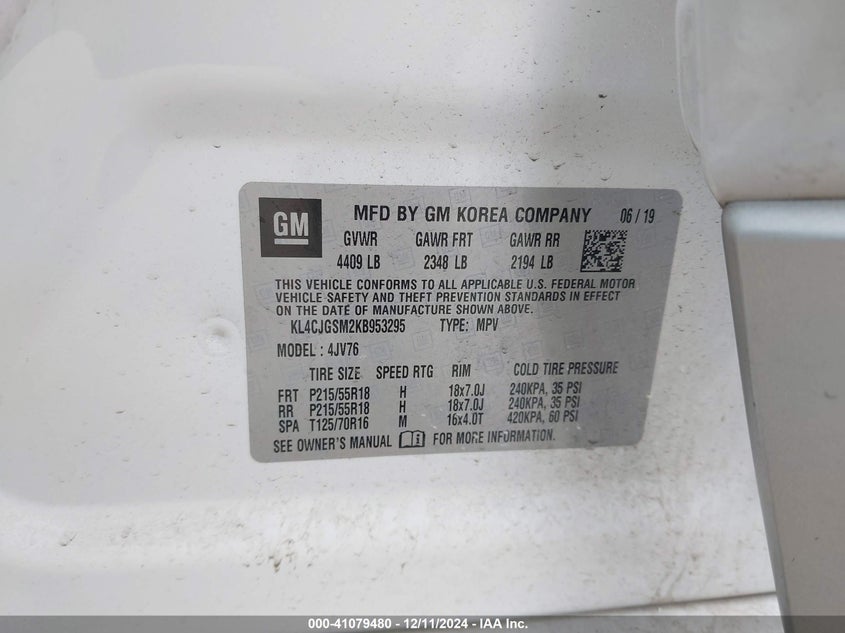 GM MFD BY GM KOREA COMPANY 06 / 19
GVWR GAWR FRT GAWR RR
4409 LB 2348 LB 2194 LB
THIS VEHICLE CONFORMS TO ALL APPLICABLE U.S. FEDERAL MOTOR
VEHICLE SAFETY AND THEFT PREVENTION STANDARDS IN EFFECT
ON THE DATE OF MANUFACTURE SHOWN ABOVE.
KL4CJGSM2KB953295 TYPE: MPV
MODEL : 4JV76
TIRE SIZE SPEED RTG RIM COLD TIRE PRESSURE
FRT P215/55R18 H 18x7.0J 240KPA, 35 PSI
RR P215/55R18 H 18x7.0J 240KPA, 35 PSI
SPA T125/70R16 M 16x4.0T 420KPA, 60 PSI
SEE OWNER'S MANUAL FOR MORE INFORMATION.
000-41079480 - 12/11/2024 - IAA Inc.